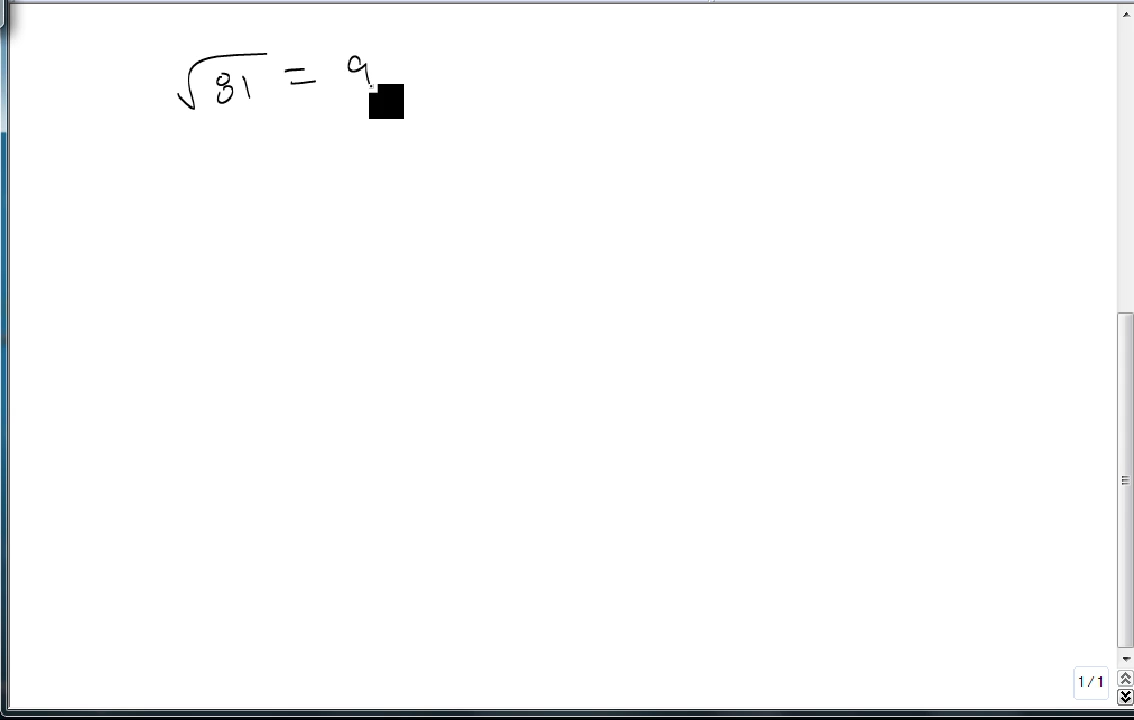 √81 = 9
1/1